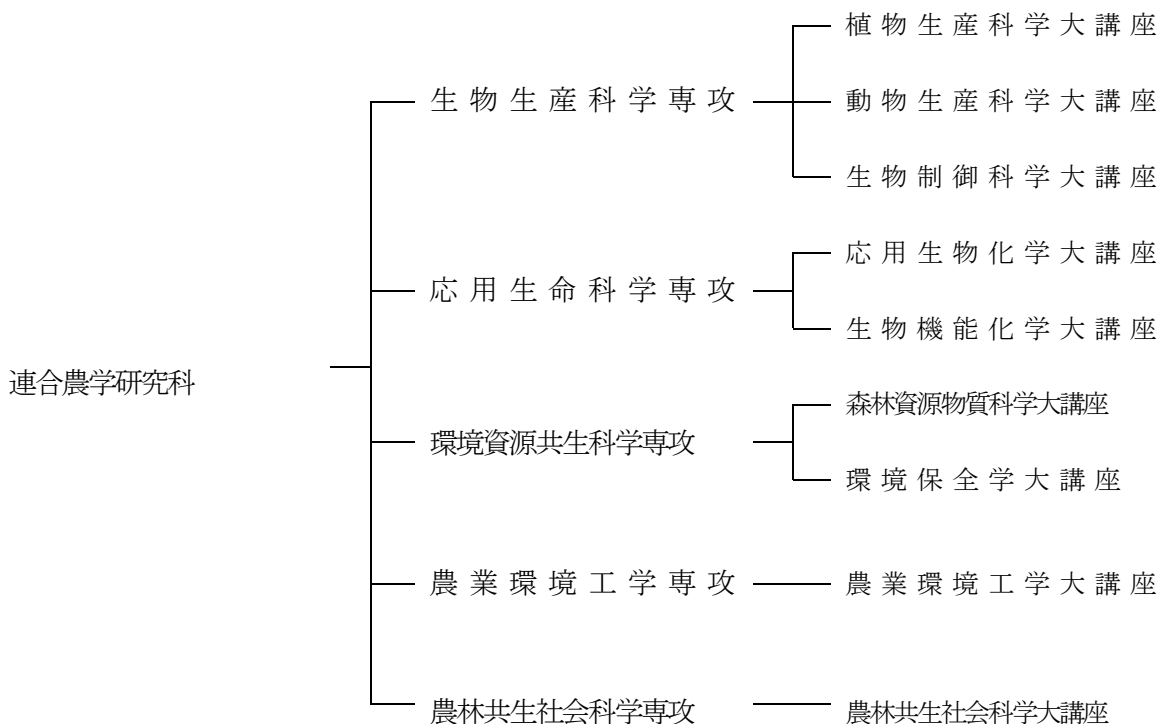 連合農学研究科
生物生産科学専攻
植物生産科学大講座
動物生産科学大講座
生物制御科学大講座
応用生命科学専攻
応用生物化学大講座
生物機能化学大講座
環境資源共生科学専攻
森林資源物質科学大講座
環境保全学大講座
農業環境工学専攻
農業環境工学大講座
農林共生社会科学専攻
農林共生社会科学大講座